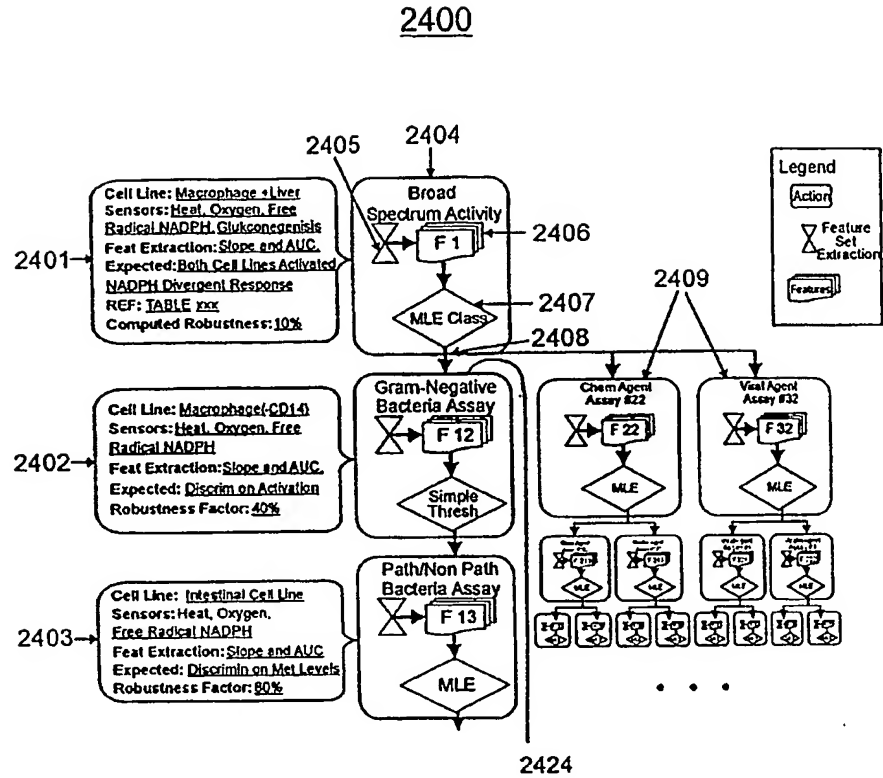 2400
2404
2405
Broad
Spectrum Activity
F 1
2406
2407
MLE Class
2408
2409
Legend
Action
Feature
Set
Extraction
Features
2401
Cell Line: Macrophage +Liver
Sensors: Heat, Oxygen, Free
Radical NADPH, Glukconegenisis
Feat Extraction: Slope and AUC.
Expected: Both Cell Lines Activated
NADPH Divergent Response
REF: TABLE xxx
Computed Robustness: 10%
2402
Cell Line: Macrophage(-CD14)
Sensors: Heat, Oxygen, Free
Radical NADPH
Feat Extraction: Slope and AUC.
Expected: Discrim on Activation
Robustness Factor: 40%
Gram-Negative
Bacteria Assay
F 12
Simple
Thresh
Chem Agent
Assay #22
F 22
MLE
Viral Agent
Assay #32
F 32
MLE
MLE
MLE
MLE
MLE
2403
Cell Line: Intestinal Cell Line
Sensors: Heat, Oxygen,
Free Radical NADPH
Feat Extraction: Slope and AUC
Expected: Discrimin on Met Levels
Robustness Factor: 80%
Path/Non Path
Bacteria Assay
F 13
MLE
2424